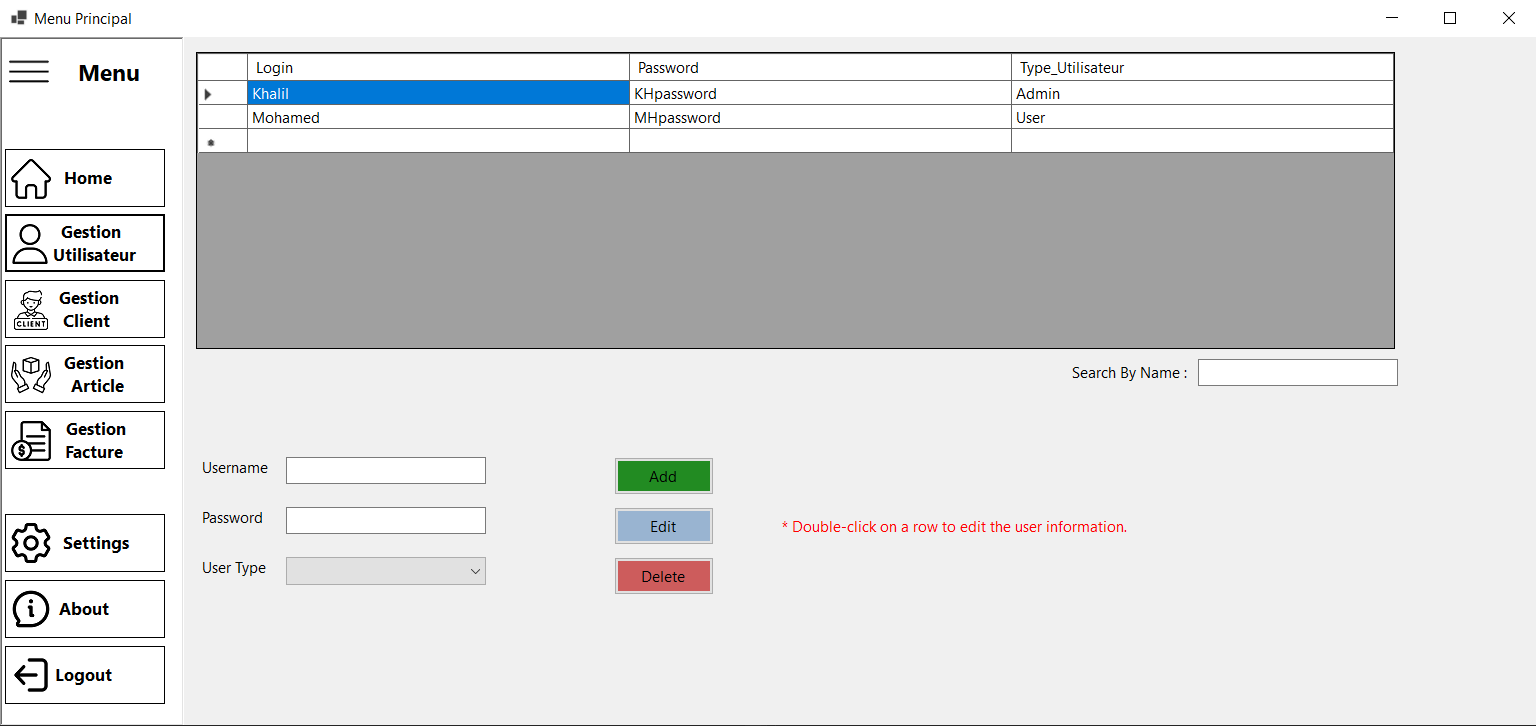 Menu Principal
Menu
Home
Gestion
Utilisateur
CLIENT
Gestion
Client
Gestion
Article
Gestion
Facture
Settings
About
Logout
Login Password Type_Utilisateur
Khalil KHpassword Admin
Mohamed MHpassword User
Search By Name :
Username
Add
Password
Edit
* Double-click on a row to edit the user information.
User Type
Delete